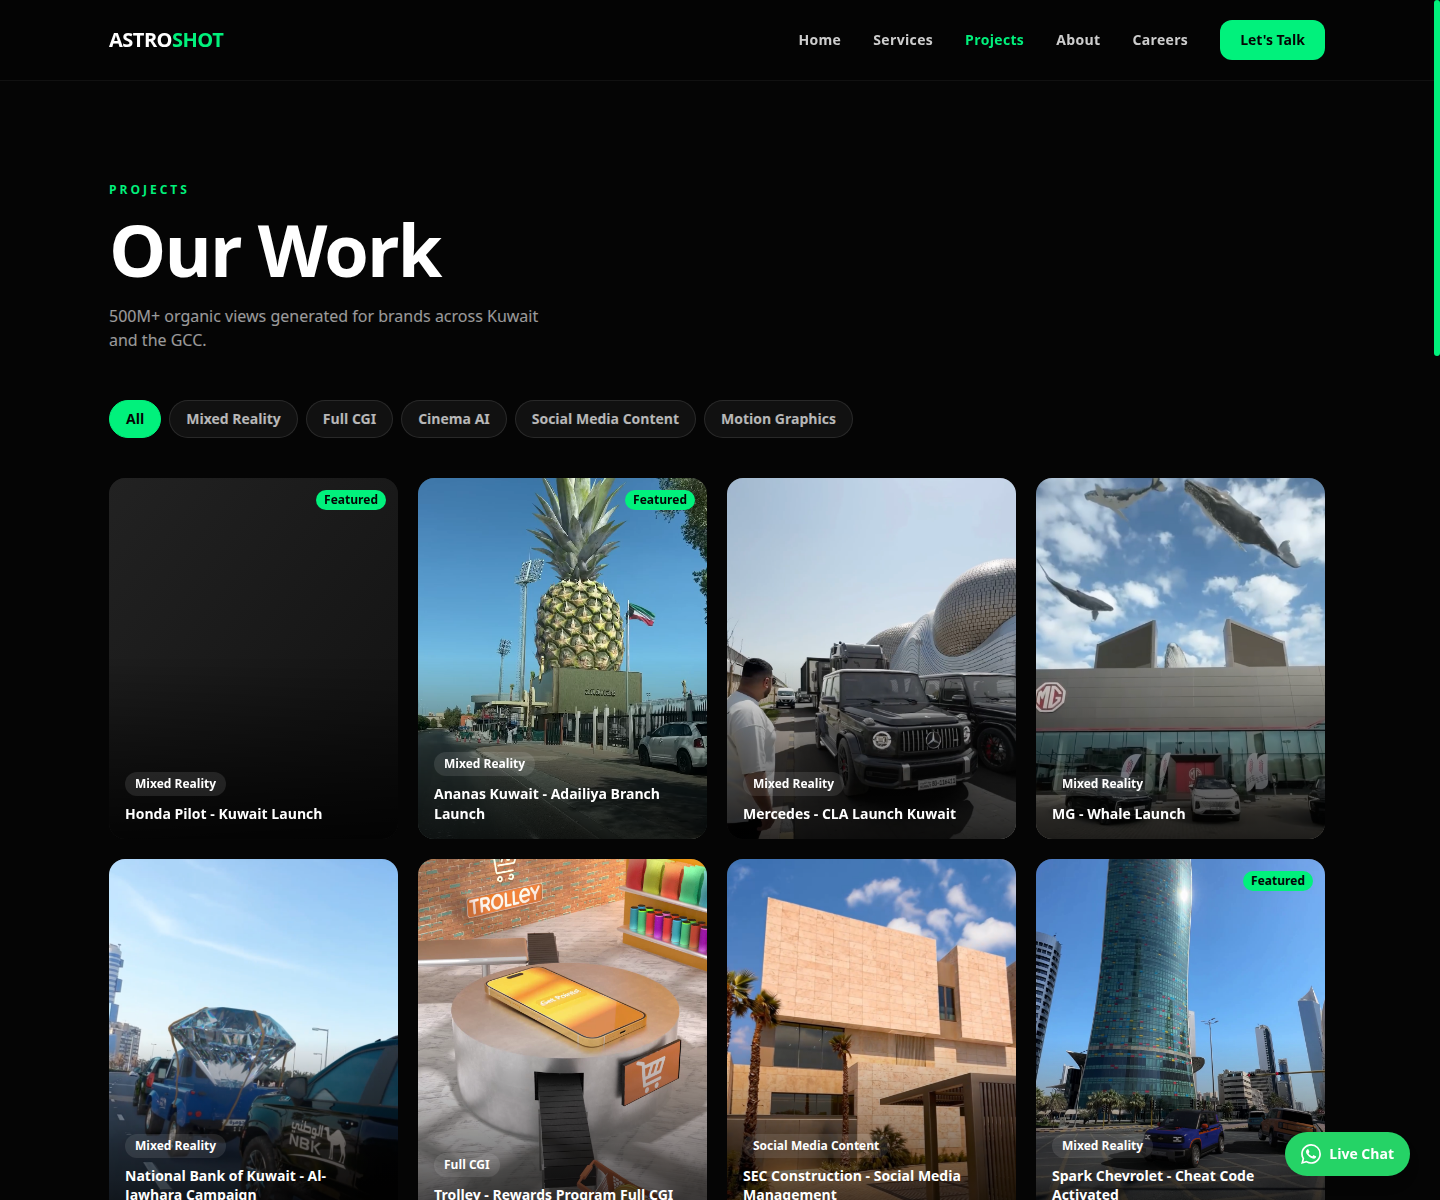 ASTROSHOT
Home
Services
Projects
About
Careers
Let's Talk
PROJECTS
Our Work
500M+ organic views generated for brands across Kuwait
and the GCC.
All
Mixed Reality
Full CGI
Cinema AI
Social Media Content
Motion Graphics
Featured
Mixed Reality
Honda Pilot - Kuwait Launch
Featured
Mixed Reality
Ananas Kuwait - Adailiya Branch
Launch
Mixed Reality
Mercedes - CLA Launch Kuwait
MG
Mixed Reality
MG - Whale Launch
الوطني
NBK
Mixed Reality
National Bank of Kuwait - Al-
Jawhara Campaign
TROLLEY
Full CGI
Trolley - Rewards Program Full CGI
Social Media Content
SEC Construction - Social Media
Management
Featured
Mixed Reality
Spark Chevrolet - Cheat Code
Activated
Live Chat